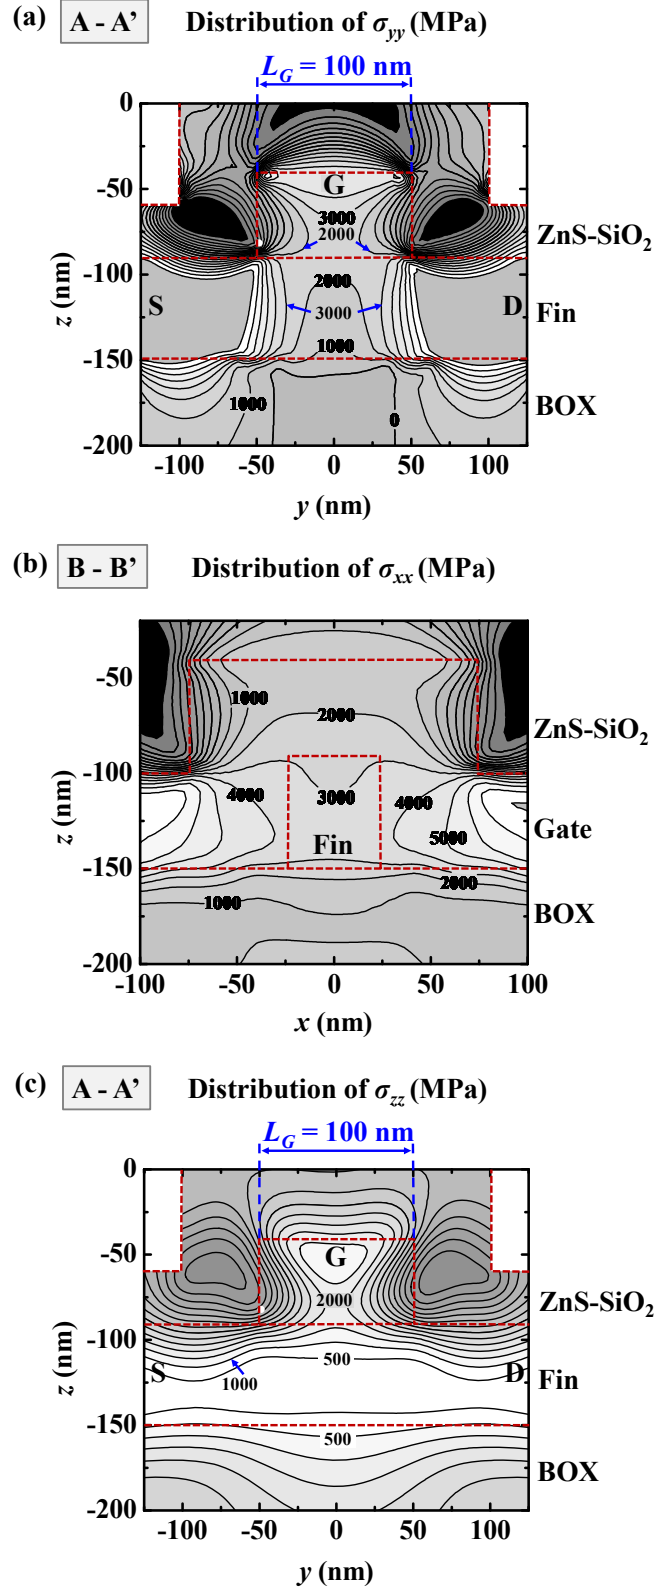 (a) A - A’ Distribution of σyy (MPa)
LG = 100 nm
0
-50
-100
-150
-200
z (nm)
G
3000
2000
ZnS-SiO2
S
2000
3000
D
Fin
1000
1000
0
BOX
-100 -50 0 50 100
y (nm)
(b) B - B’ Distribution of σxx (MPa)
-50
-100
-150
-200
z (nm)
1000
2000
ZnS-SiO2
4000
3000
4000
Gate
5000
Fin
2000
1000
BOX
-100 -50 0 50 100
x (nm)
(c) A - A’ Distribution of σzz (MPa)
LG = 100 nm
0
-50
-100
-150
-200
z (nm)
G
2000
ZnS-SiO2
500
S
1000
D
Fin
500
BOX
-100 -50 0 50 100
y (nm)